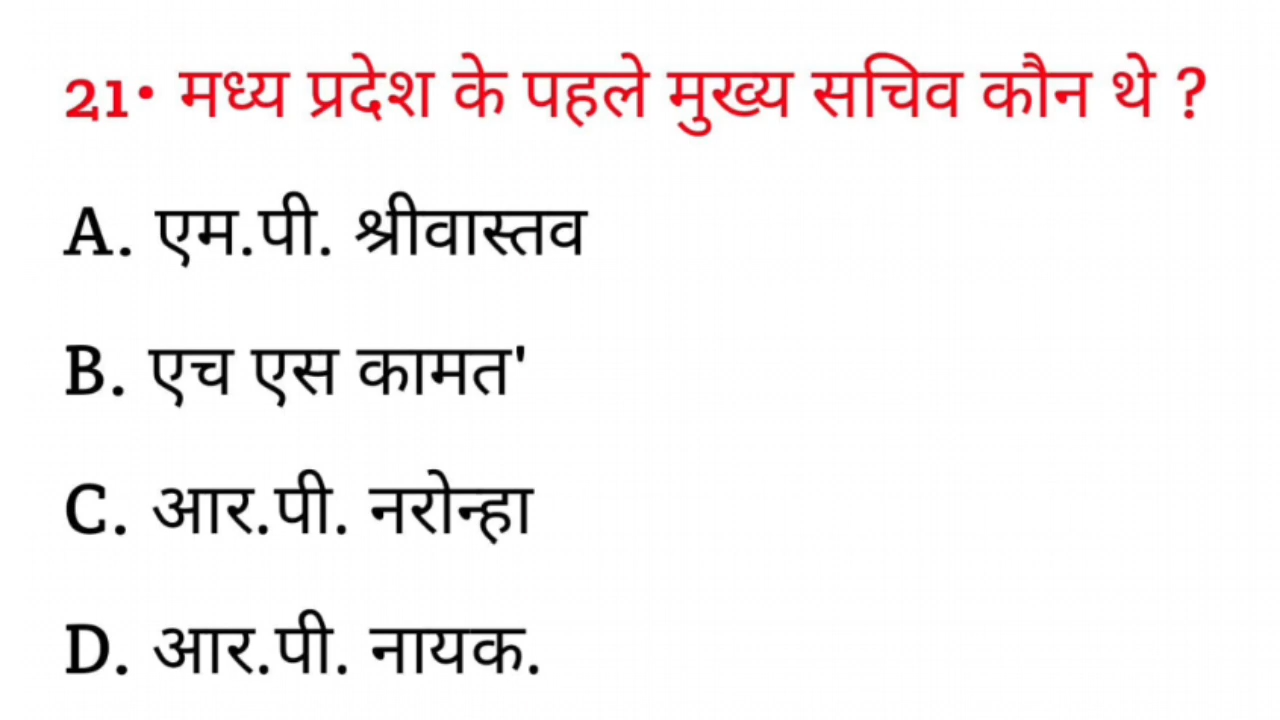 21• मध्य प्रदेश के पहले मुख्य सचिव कौन थे ?
A. एम.पी. श्रीवास्तव
B. एच एस कामत'
C. आर.पी. नरोन्हा
D. आर.पी. नायक.